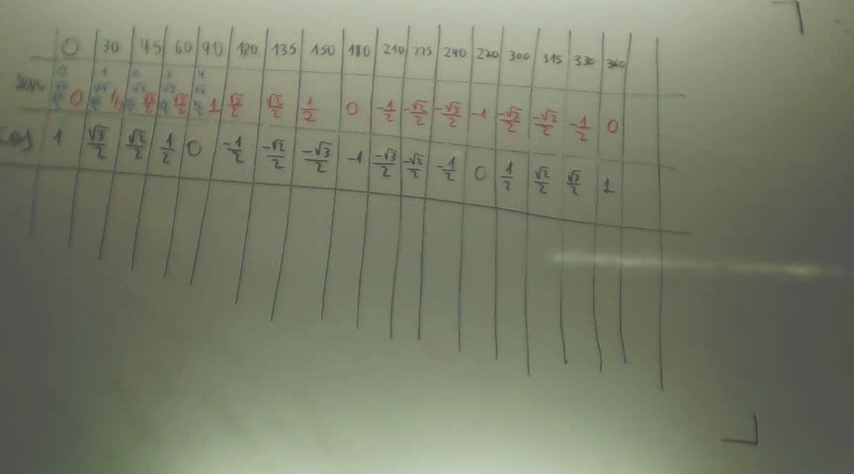 0 30 45 60 90 120 135 150 180 210 225 240 270 300 315 330 360
0 1/2 √2/2 √3/2 1 √2/2 1/2 0 -1/2 -√2/2 -√3/2 -1 -√3/2 -√2/2 -1/2 0
cos 1 √3/2 √2/2 1/2 0 -1/2 -√2/2 -√3/2 -1 -√3/2 -√2/2 -1/2 0 1/2 √2/2 √3/2 1